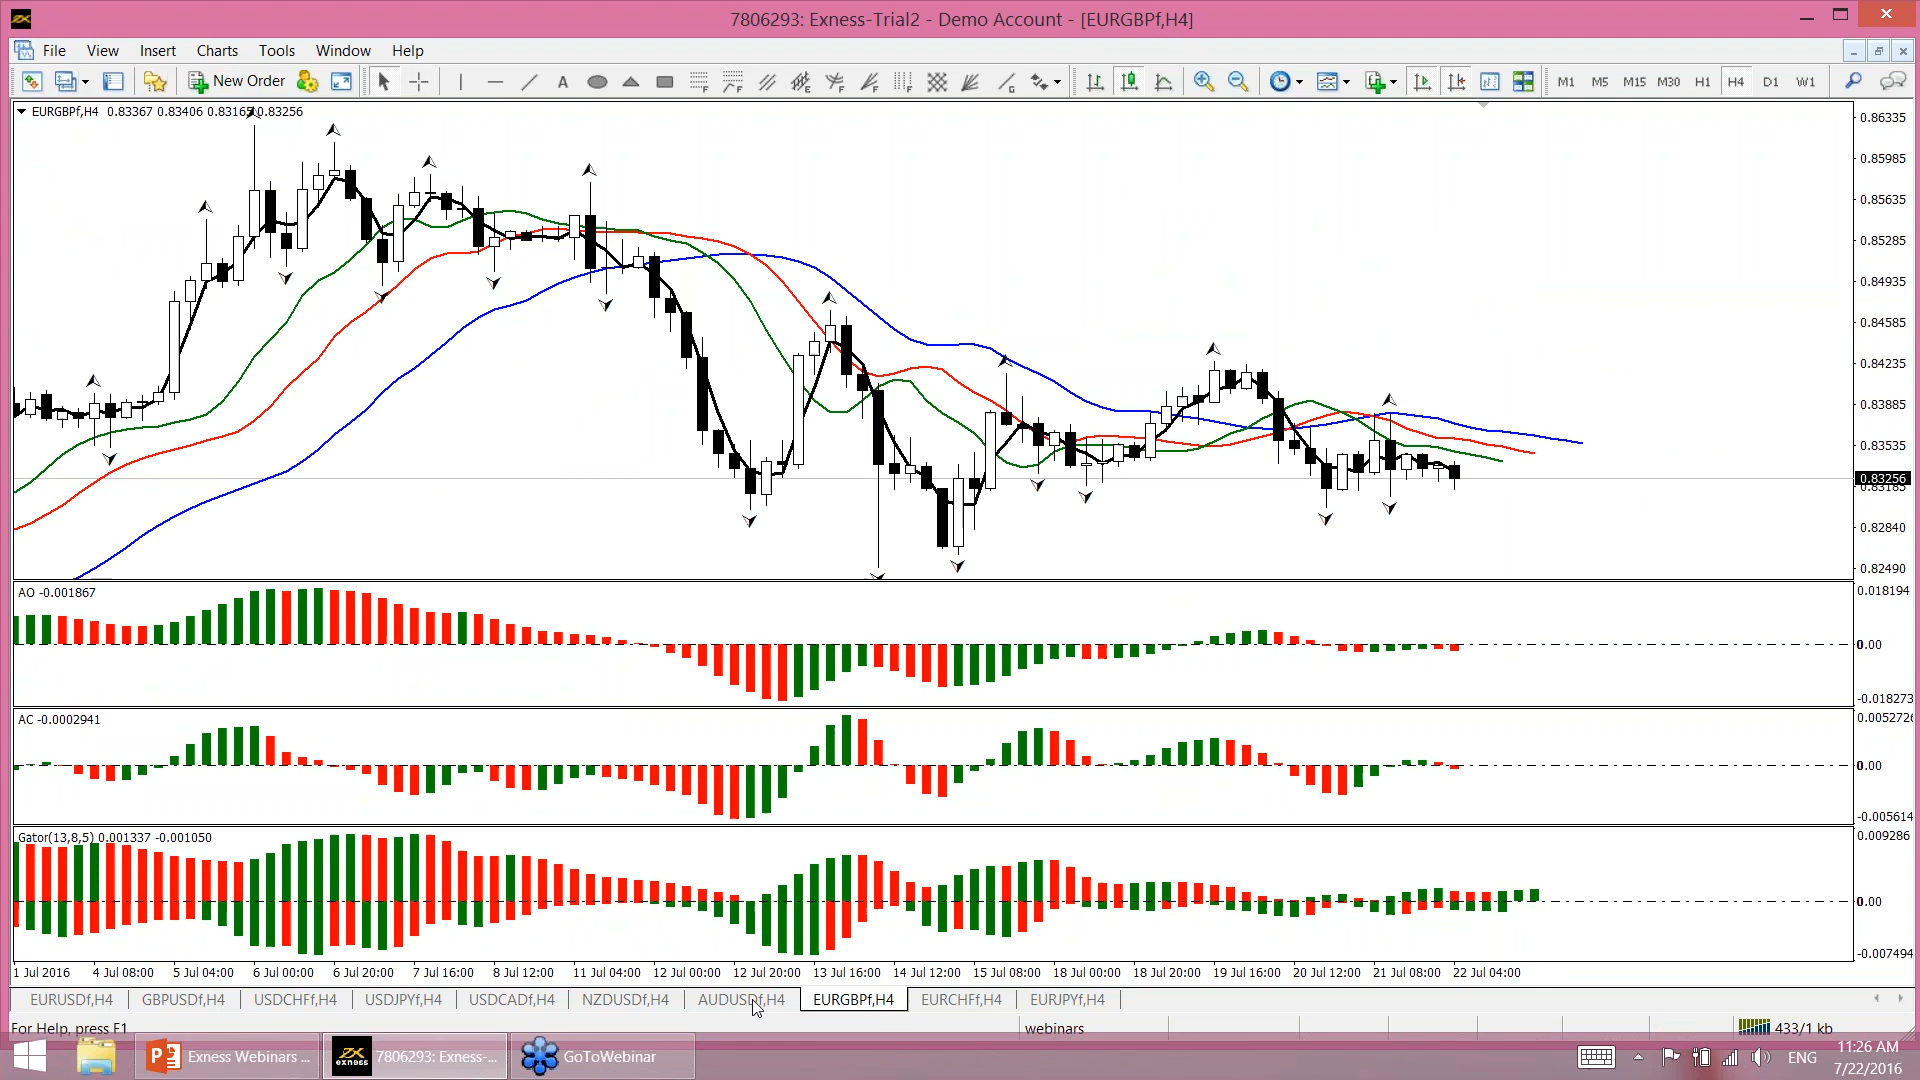 7806293: Exness-Trial2 - Demo Account - [EURGBPf,H4]
File View Insert Charts Tools Window Help
New Order
M1 M5 M15 M30 H1 H4 D1 W1
EURGBPf,H4 0.83367 0.83406 0.83165 0.83256
0.86335
0.85985
0.85635
0.85285
0.84935
0.84585
0.84235
0.83885
0.83535
0.83256
0.83185
0.82840
0.82490
AO -0.001867
0.018194
0.00
-0.018273
AC -0.0002941
0.0052726
0.00
-0.005614
Gator(13,8,5) 0.001337 -0.001050
0.009286
0.00
-0.007494
1 Jul 2016 4 Jul 08:00 5 Jul 04:00 6 Jul 00:00 6 Jul 20:00 7 Jul 16:00 8 Jul 12:00 11 Jul 04:00 12 Jul 00:00 12 Jul 20:00 13 Jul 16:00 14 Jul 12:00 15 Jul 08:00 18 Jul 00:00 18 Jul 20:00 19 Jul 16:00 20 Jul 12:00 21 Jul 08:00 22 Jul 04:00
EURUSDf,H4 GBPUSDf,H4 USDCHFf,H4 USDJPYf,H4 USDCADf,H4 NZDUSDf,H4 AUDUSDf,H4 EURGBPf,H4 EURCHFf,H4 EURJPYf,H4
For Help, press F1 webinars 433/1 kb
Exness Webinars ... 7806293: Exness-... GoToWebinar ENG
11:26 AM
7/22/2016